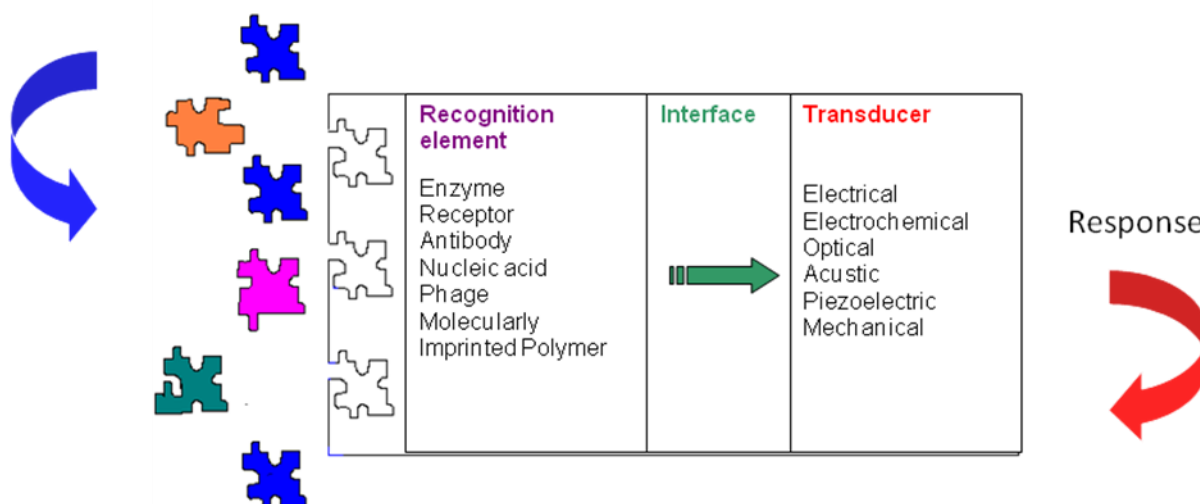 Recognition
element
Enzyme
Receptor
Antibody
Nucleic acid
Phage
Molecularly
Imprinted Polymer
Interface
Transducer
Electrical
Electrochemical
Optical
Acustic
Piezoelectric
Mechanical
Response